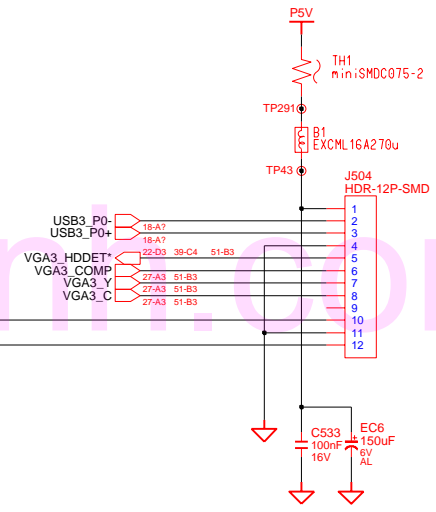 P5V
TH1
miniSMDC075-2
TP291
B1
EXCML16A270u
TP43
J504
HDR-12P-SMD
1
USB3_P0- 18-A? 2
USB3_P0+ 18-A? 3
4
VGA3_HDDET* 22-D3 39-C4 51-B3 5
VGA3_COMP 27-A3 51-B3 6
VGA3_Y 27-A3 51-B3 7
VGA3_C 27-A3 51-B3 8
9
10
11
12
nh.co
C533
100nF
16V
EC6
+
150uF
6V
AL